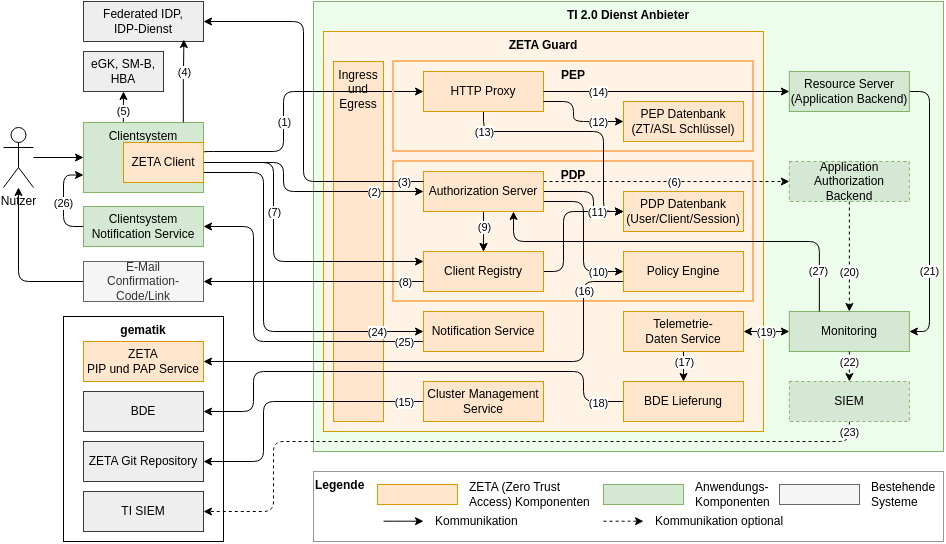 Federated IDP,
IDP-Dienst
TI 2.0 Dienst Anbieter
ZETA Guard
eGK, SM-B,
HBA
(4)
(5)
Ingress
und
Egress
PEP
HTTP Proxy
(14)
Resource Server
(Application Backend)
(1)
(12)
(13)
PEP Datenbank
(ZT/ASL Schlüssel)
Clientsystem
ZETA Client
Nutzer
PDP
(3)
(2)
Authorization Server
(6)
Application
Authorization
Backend
(26)
(7)
(11)
PDP Datenbank
(User/Client/Session)
Clientsystem
Notification Service
(9)
E-Mail
Confirmation-
Code/Link
(8)
Client Registry
(10)
(16)
Policy Engine
(27)
(20)
(21)
gematik
(24)
(25)
Notification Service
Telemetrie-
Daten Service
(19)
Monitoring
ZETA
PIP und PAP Service
(17)
(22)
BDE
(15)
Cluster Management
Service
(18)
BDE Lieferung
SIEM
(23)
ZETA Git Repository
TI SIEM
Legende
ZETA (Zero Trust
Access) Komponenten
Anwendungs-
Komponenten
Bestehende
Systeme
Kommunikation
Kommunikation optional